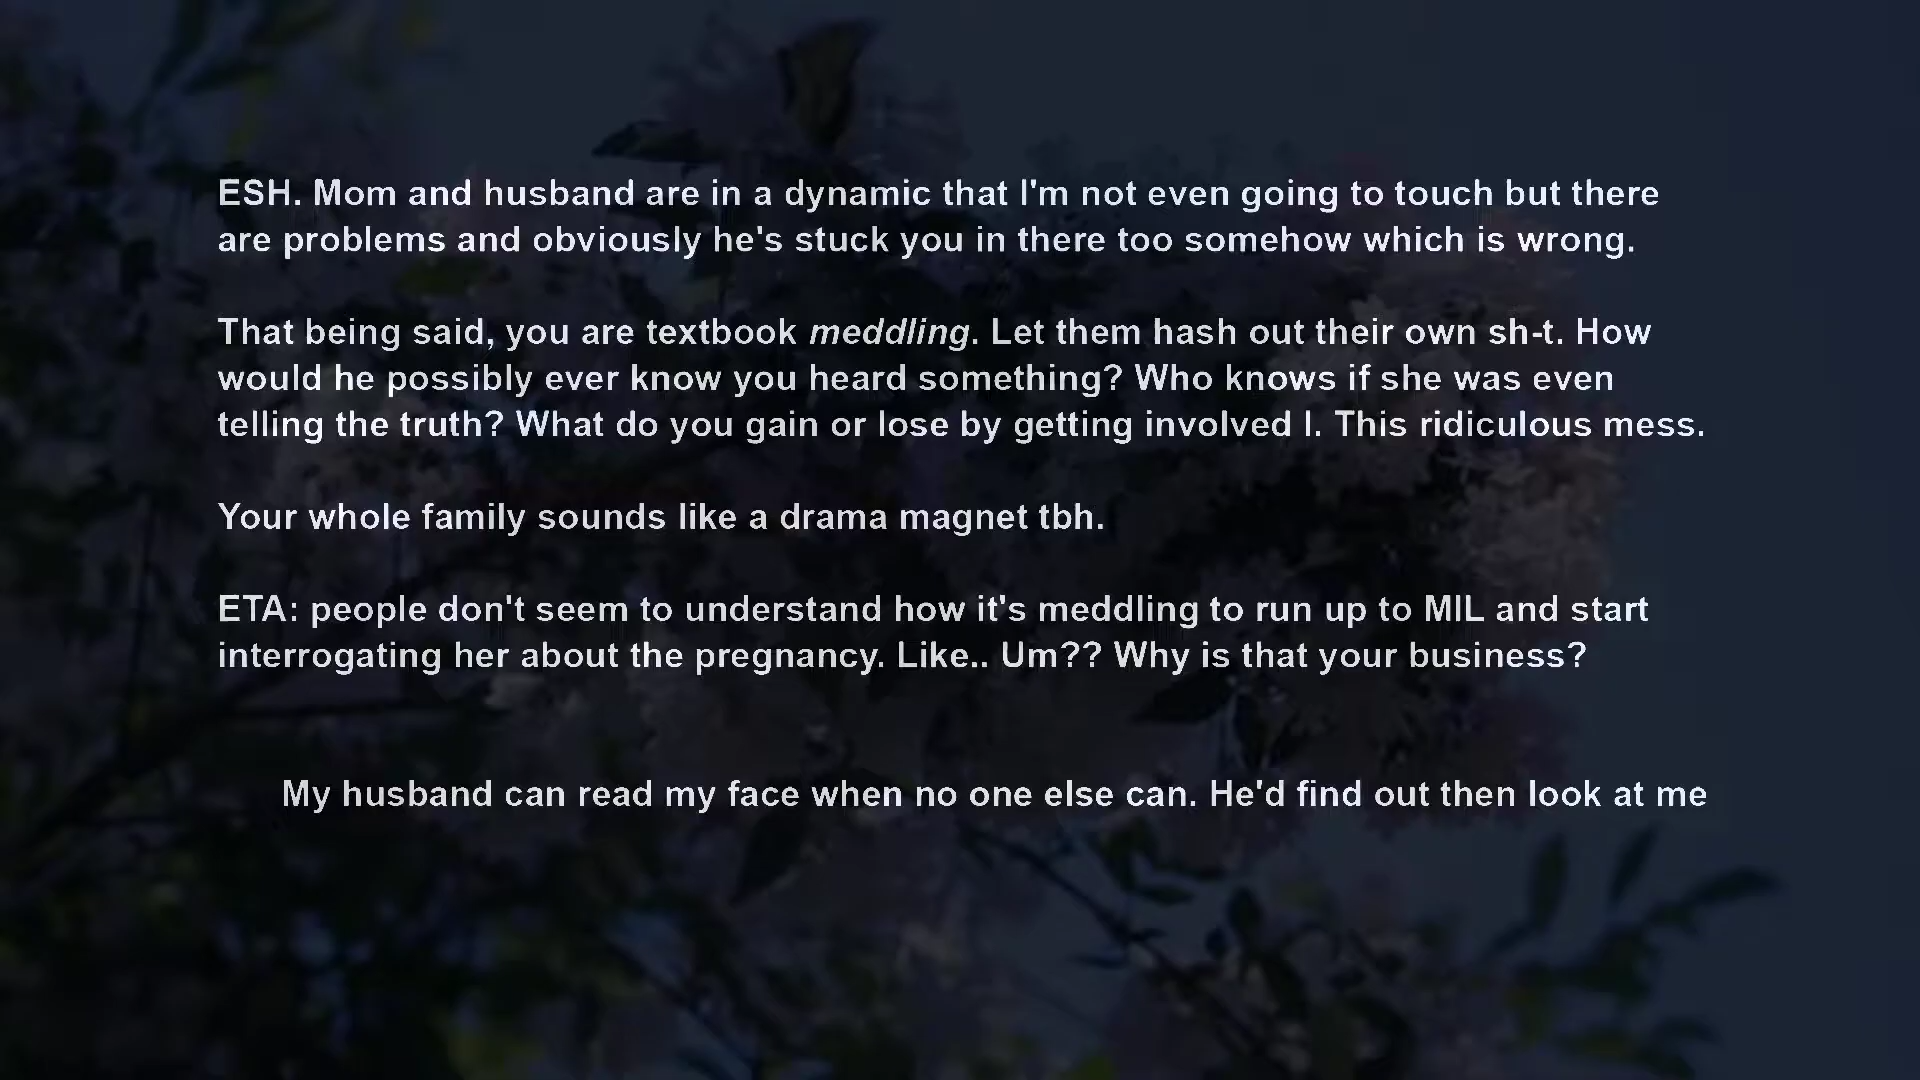 ESH. Mom and husband are in a dynamic that I'm not even going to touch but there
are problems and obviously he's stuck you in there too somehow which is wrong.
That being said, you are textbook meddling. Let them hash out their own sh-t. How
would he possibly ever know you heard something? Who knows if she was even
telling the truth? What do you gain or lose by getting involved I. This ridiculous mess.
Your whole family sounds like a drama magnet tbh.
ETA: people don't seem to understand how it's meddling to run up to MIL and start
interrogating her about the pregnancy. Like.. Um?? Why is that your business?
My husband can read my face when no one else can. He'd find out then look at me